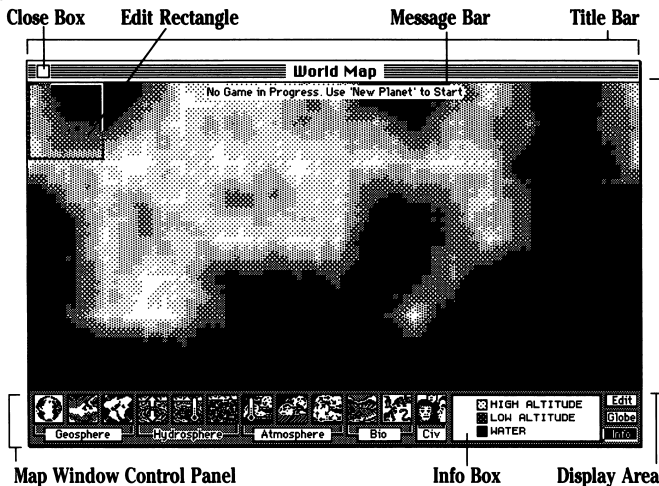 Close Box Edit Rectangle Message Bar Title Bar
World Map
No Game in Progress. Use 'New Planet' to Start
HIGH ALTITUDE Edit
LOW ALTITUDE Globe
WATER Info
Geosphere Hydrosphere Atmosphere Bio Civ
Map Window Control Panel Info Box Display Area